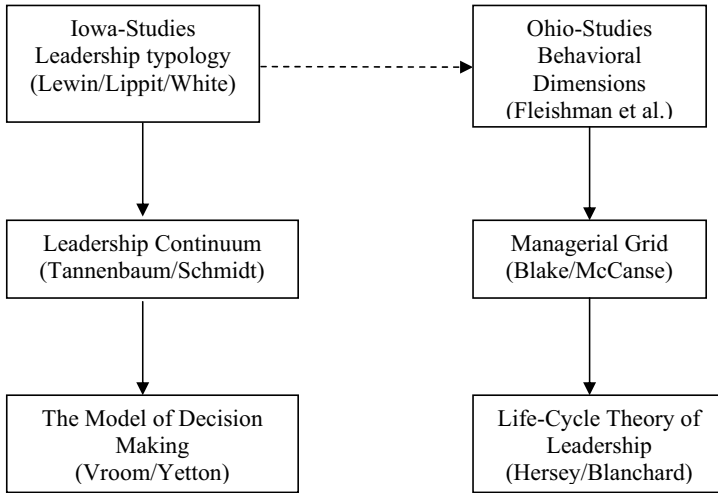 Iowa-Studies
Leadership typology
(Lewin/Lippit/White)
Ohio-Studies
Behavioral
Dimensions
(Fleishman et al.)
Leadership Continuum
(Tannenbaum/Schmidt)
Managerial Grid
(Blake/McCanse)
The Model of Decision
Making
(Vroom/Yetton)
Life-Cycle Theory of
Leadership
(Hersey/Blanchard)